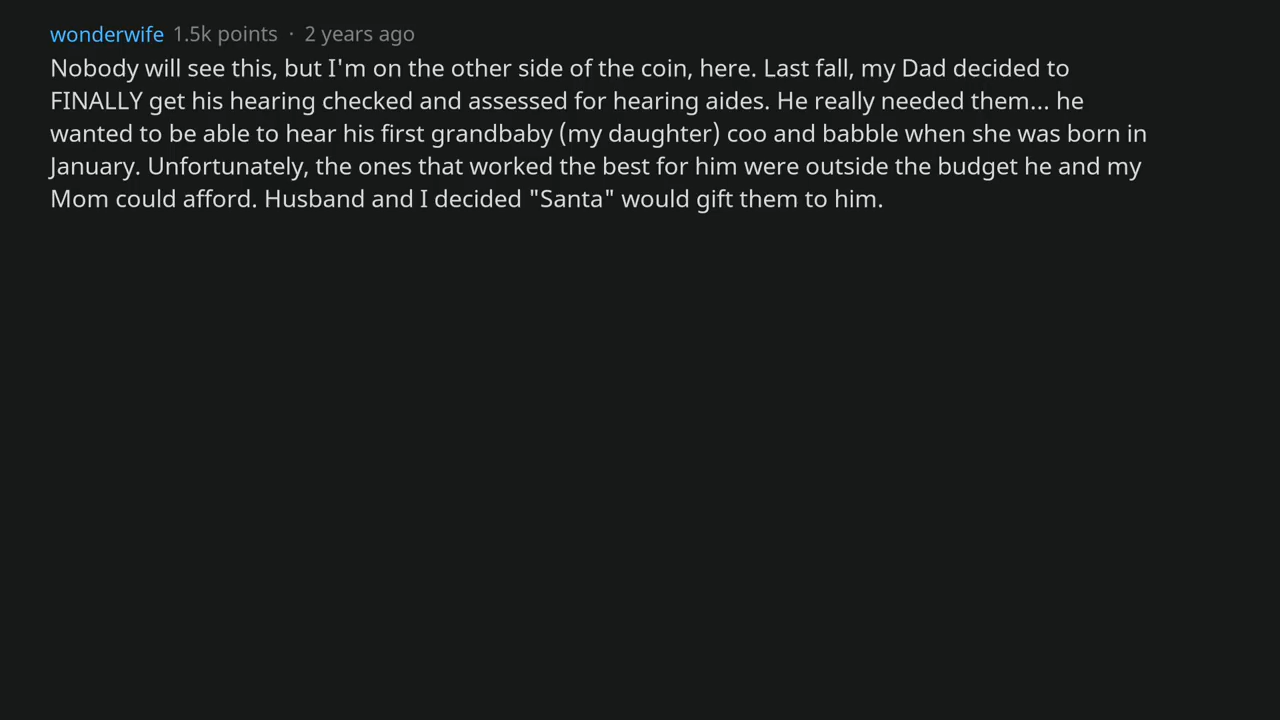 wonderwife 1.5k points · 2 years ago
Nobody will see this, but I'm on the other side of the coin, here. Last fall, my Dad decided to
FINALLY get his hearing checked and assessed for hearing aides. He really needed them... he
wanted to be able to hear his first grandbaby (my daughter) coo and babble when she was born in
January. Unfortunately, the ones that worked the best for him were outside the budget he and my
Mom could afford. Husband and I decided "Santa" would gift them to him.